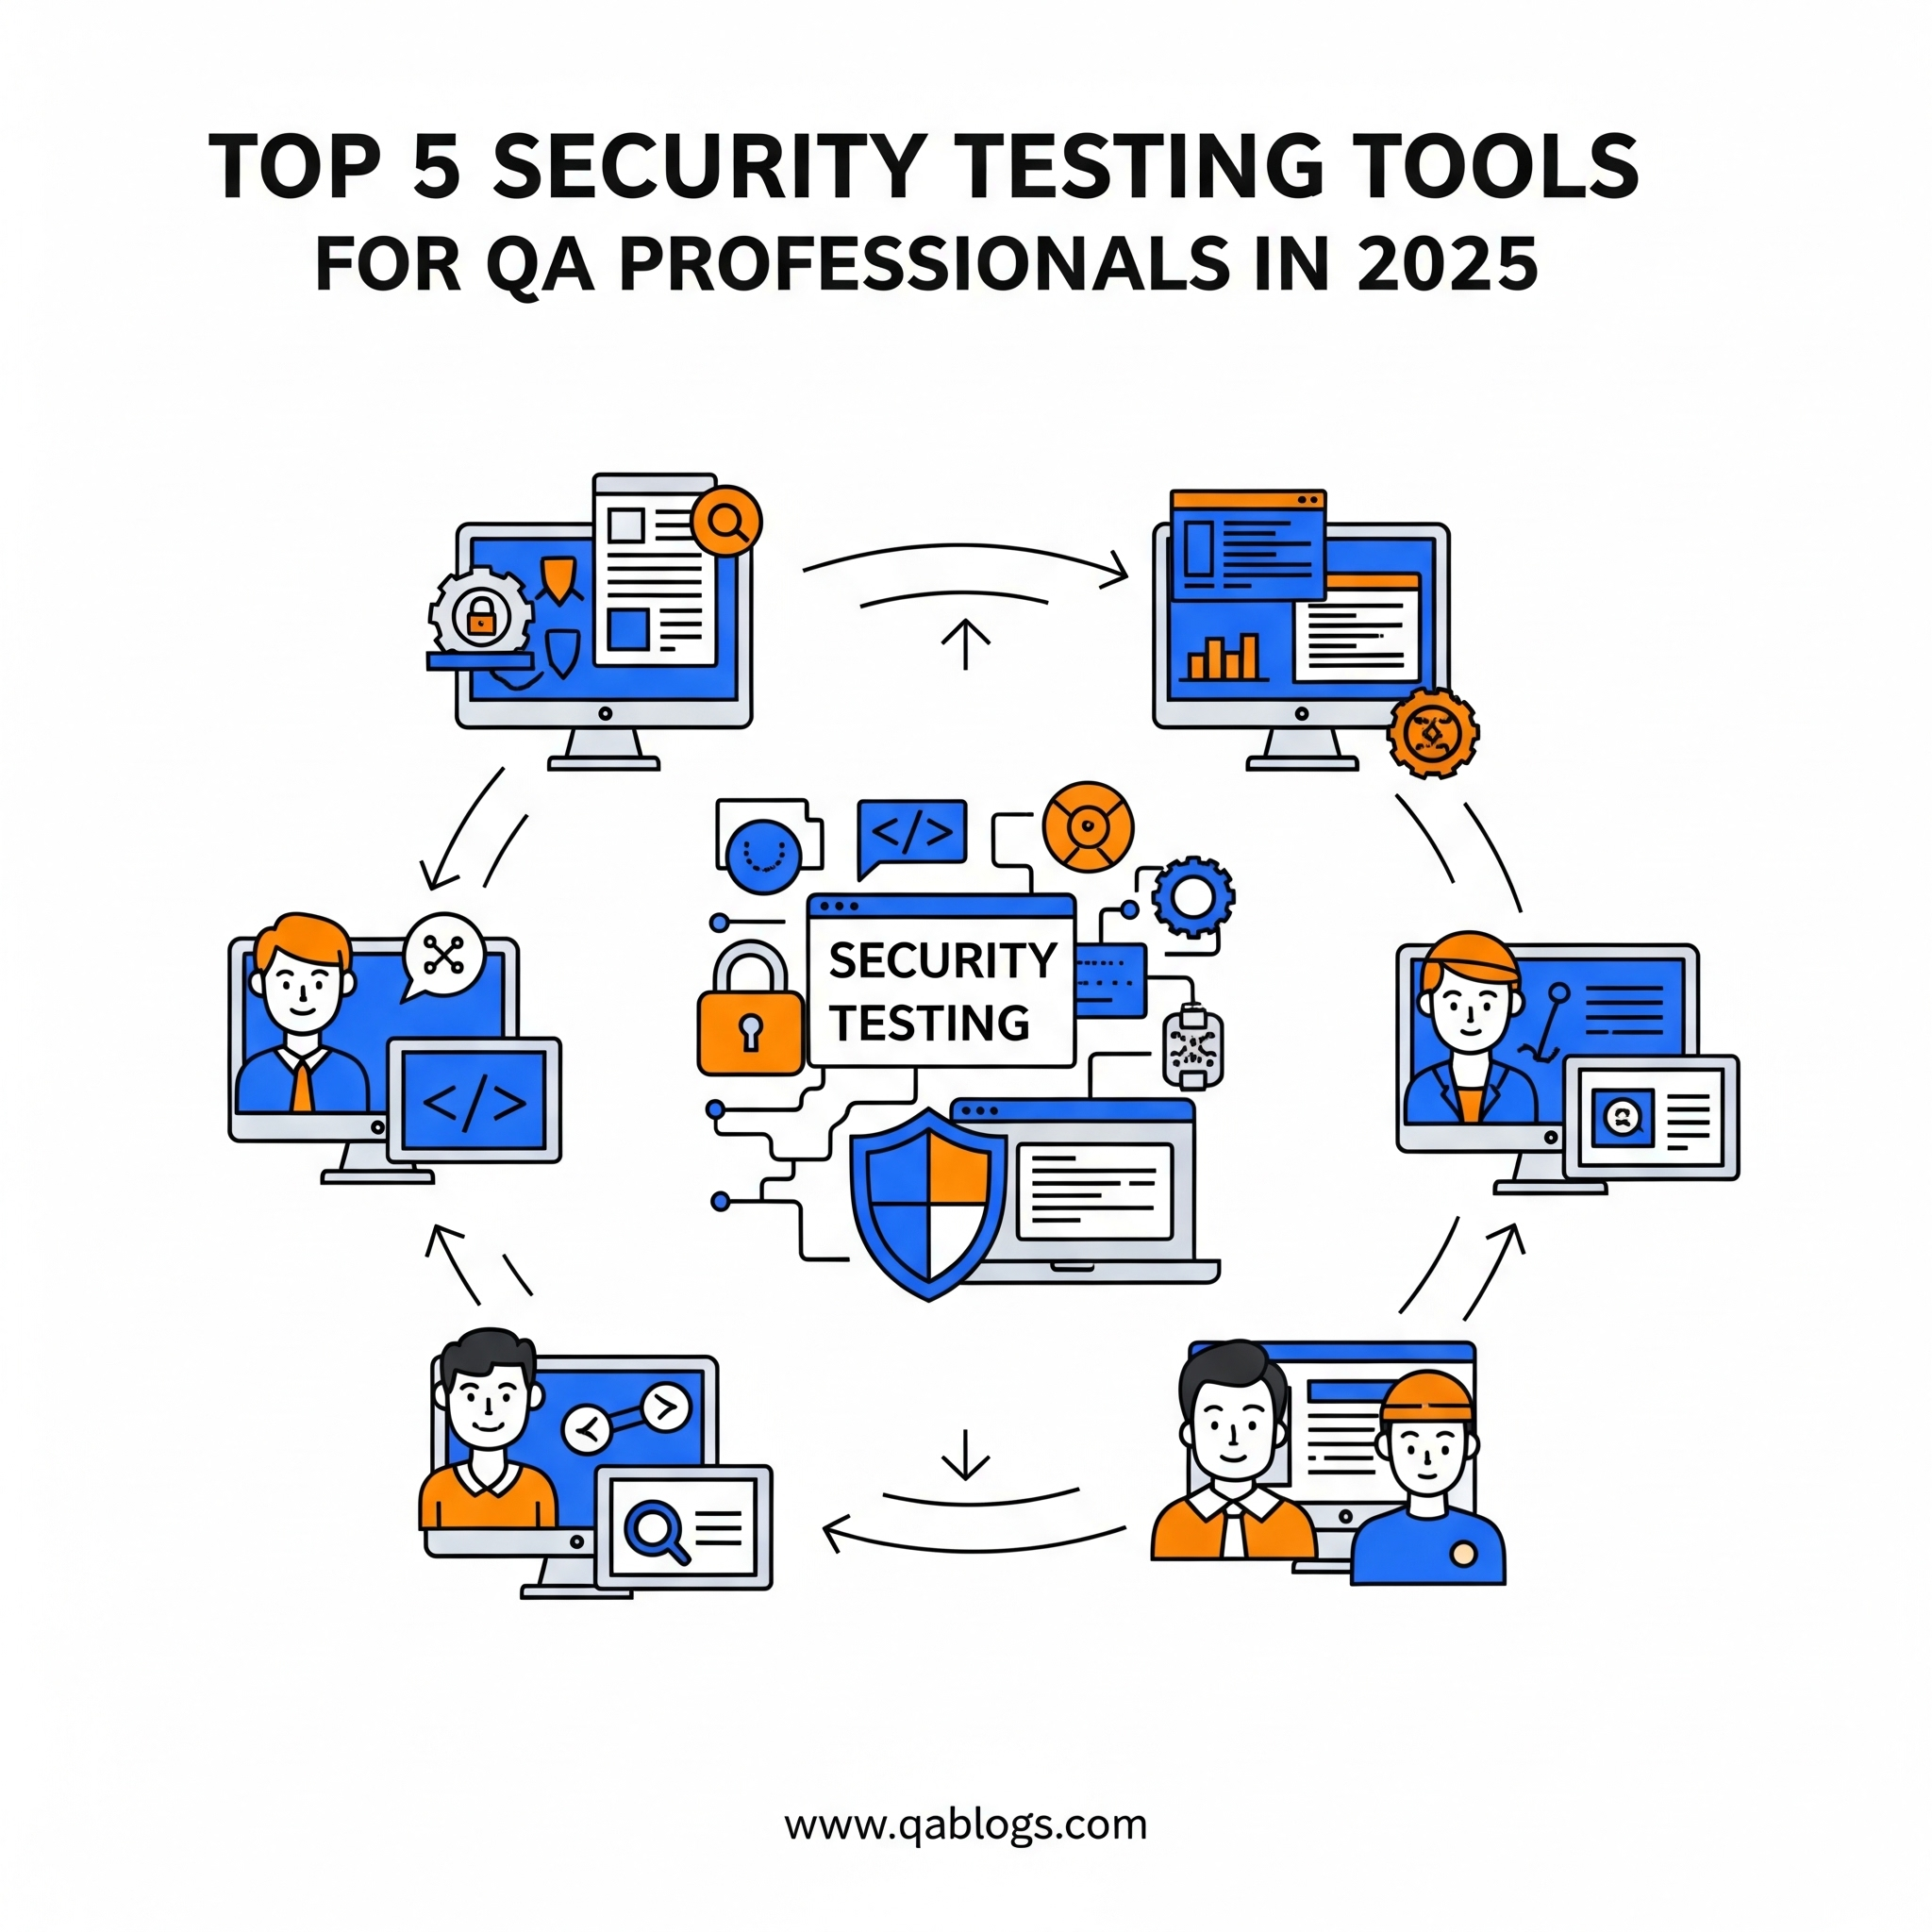 TOP 5 SECURITY TESTING TOOLS
FOR QA PROFESSIONALS IN 2025
</>
SECURITY
TESTING
</>
www.qablogs.com